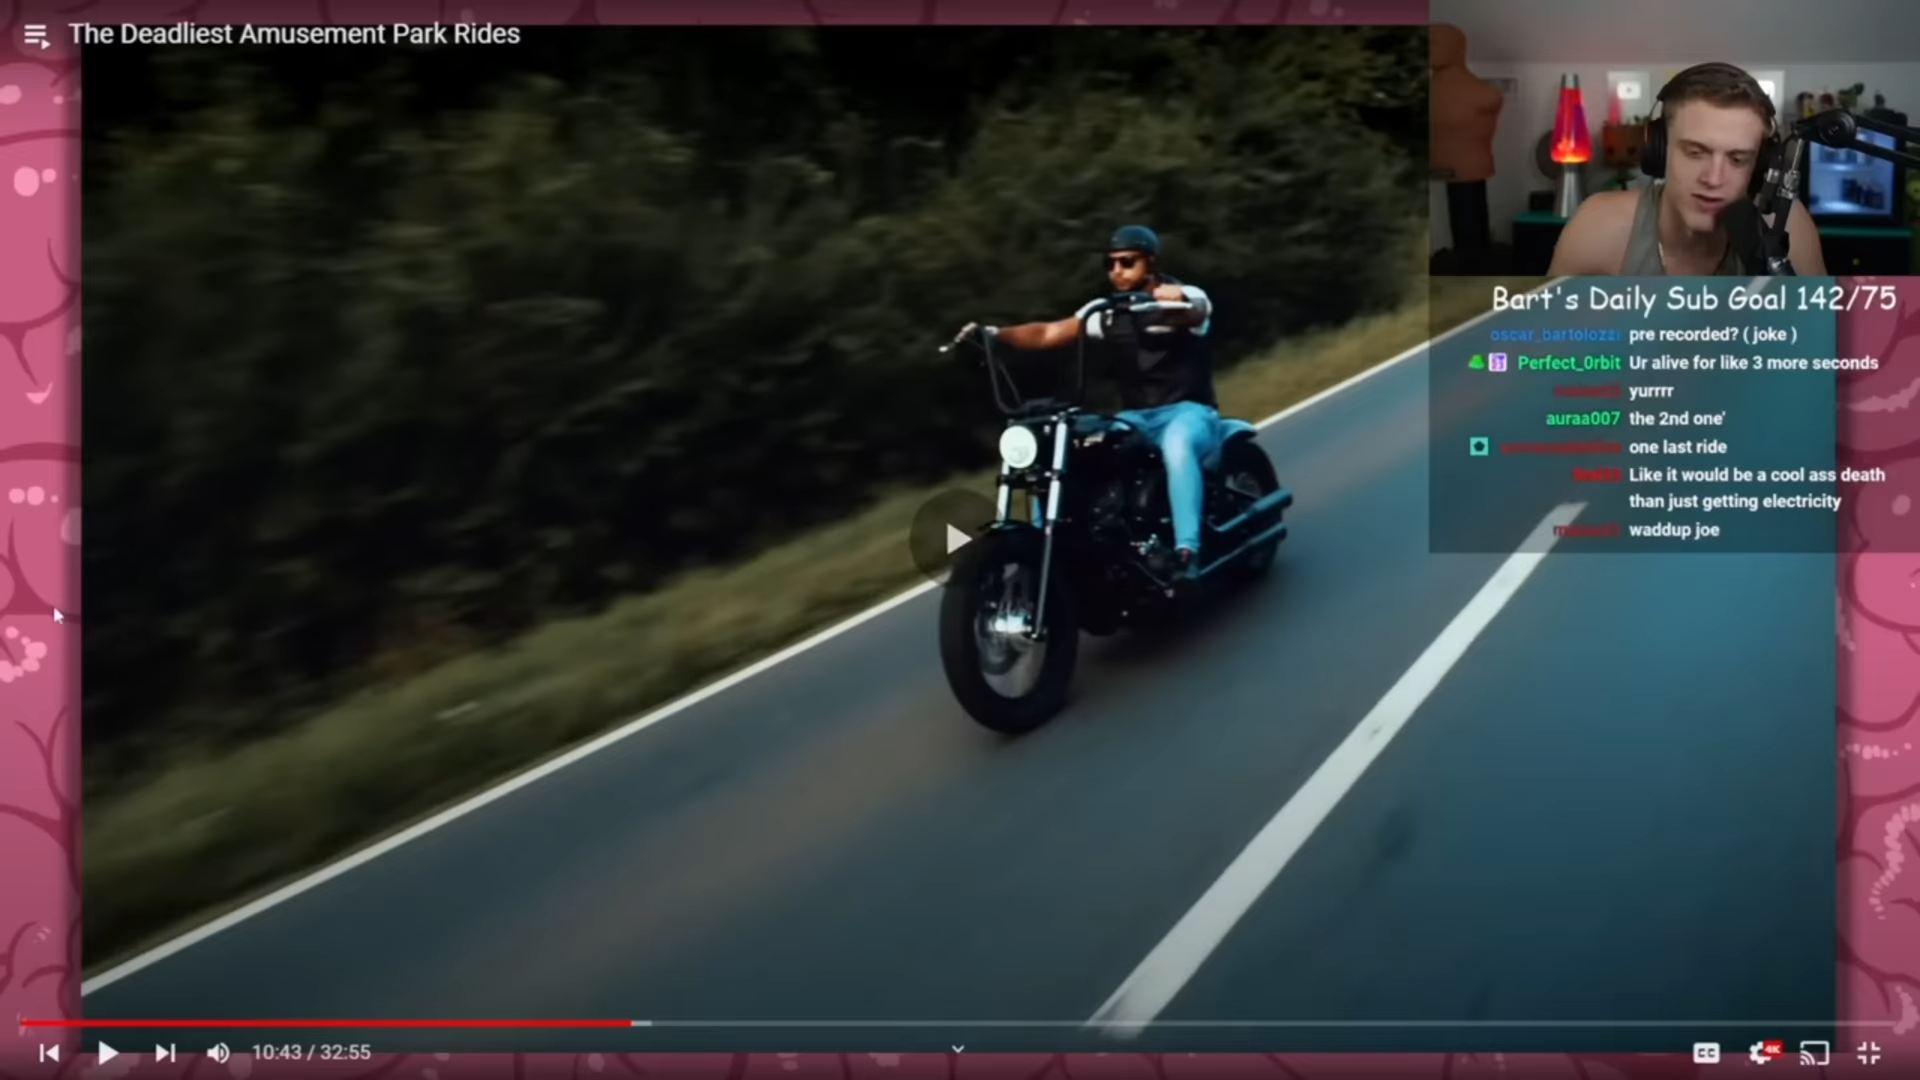 The Deadliest Amusement Park Rides
Bart's Daily Sub Goal 142/75
oscar_bartolozzi pre recorded? ( joke )
Perfect_0rbit Ur alive for like 3 more seconds
yurrrr
auraa007 the 2nd one'
one last ride
Like it would be a cool ass death
than just getting electricity
waddup joe
10:43 / 32:55
CC
4K